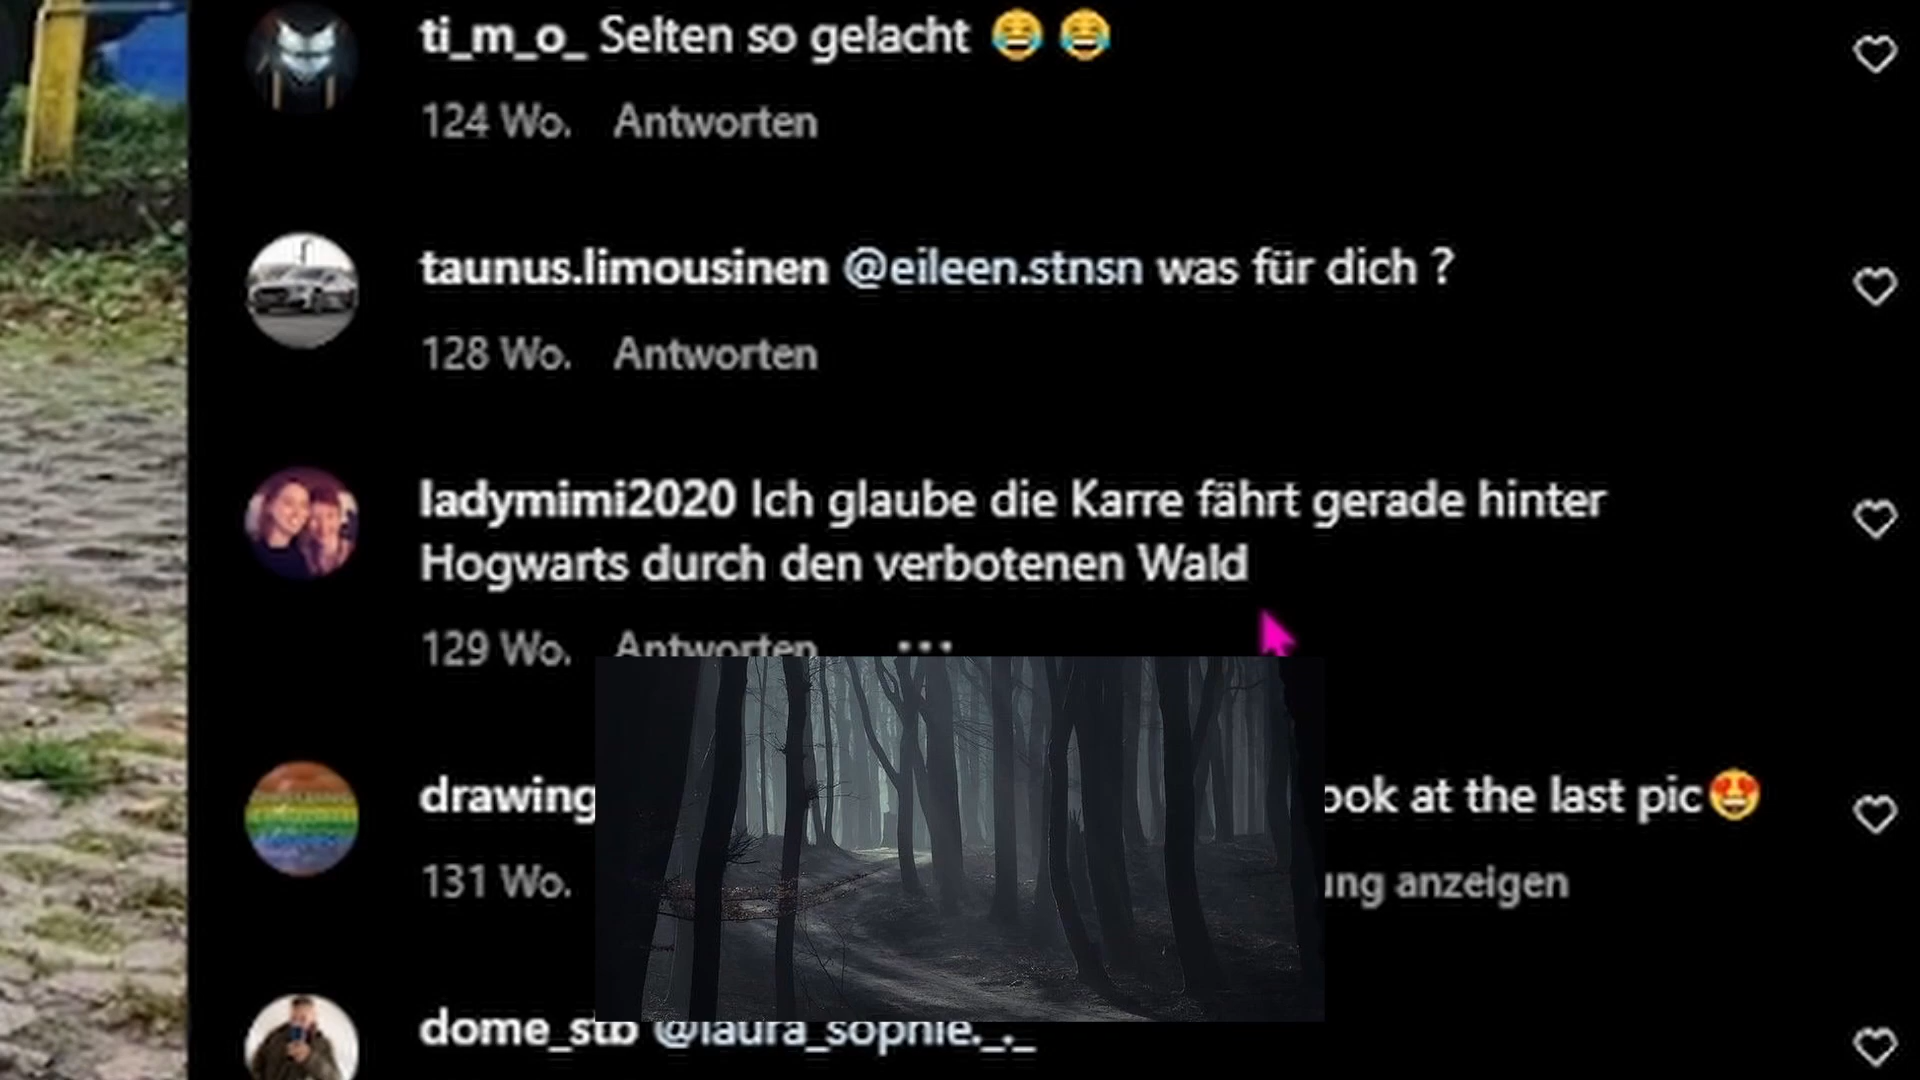 ti_m_o_ Selten so gelacht 😂 😂
124 Wo. Antworten
taunus.limousinen @eileen.stnsn was für dich ?
128 Wo. Antworten
ladymimi2020 Ich glaube die Karre fährt gerade hinter
Hogwarts durch den verbotenen Wald
129 Wo. Antworten ...
drawing
at the last pic😍
131 Wo.
anzeigen
dome_stb @laura_sophie._._